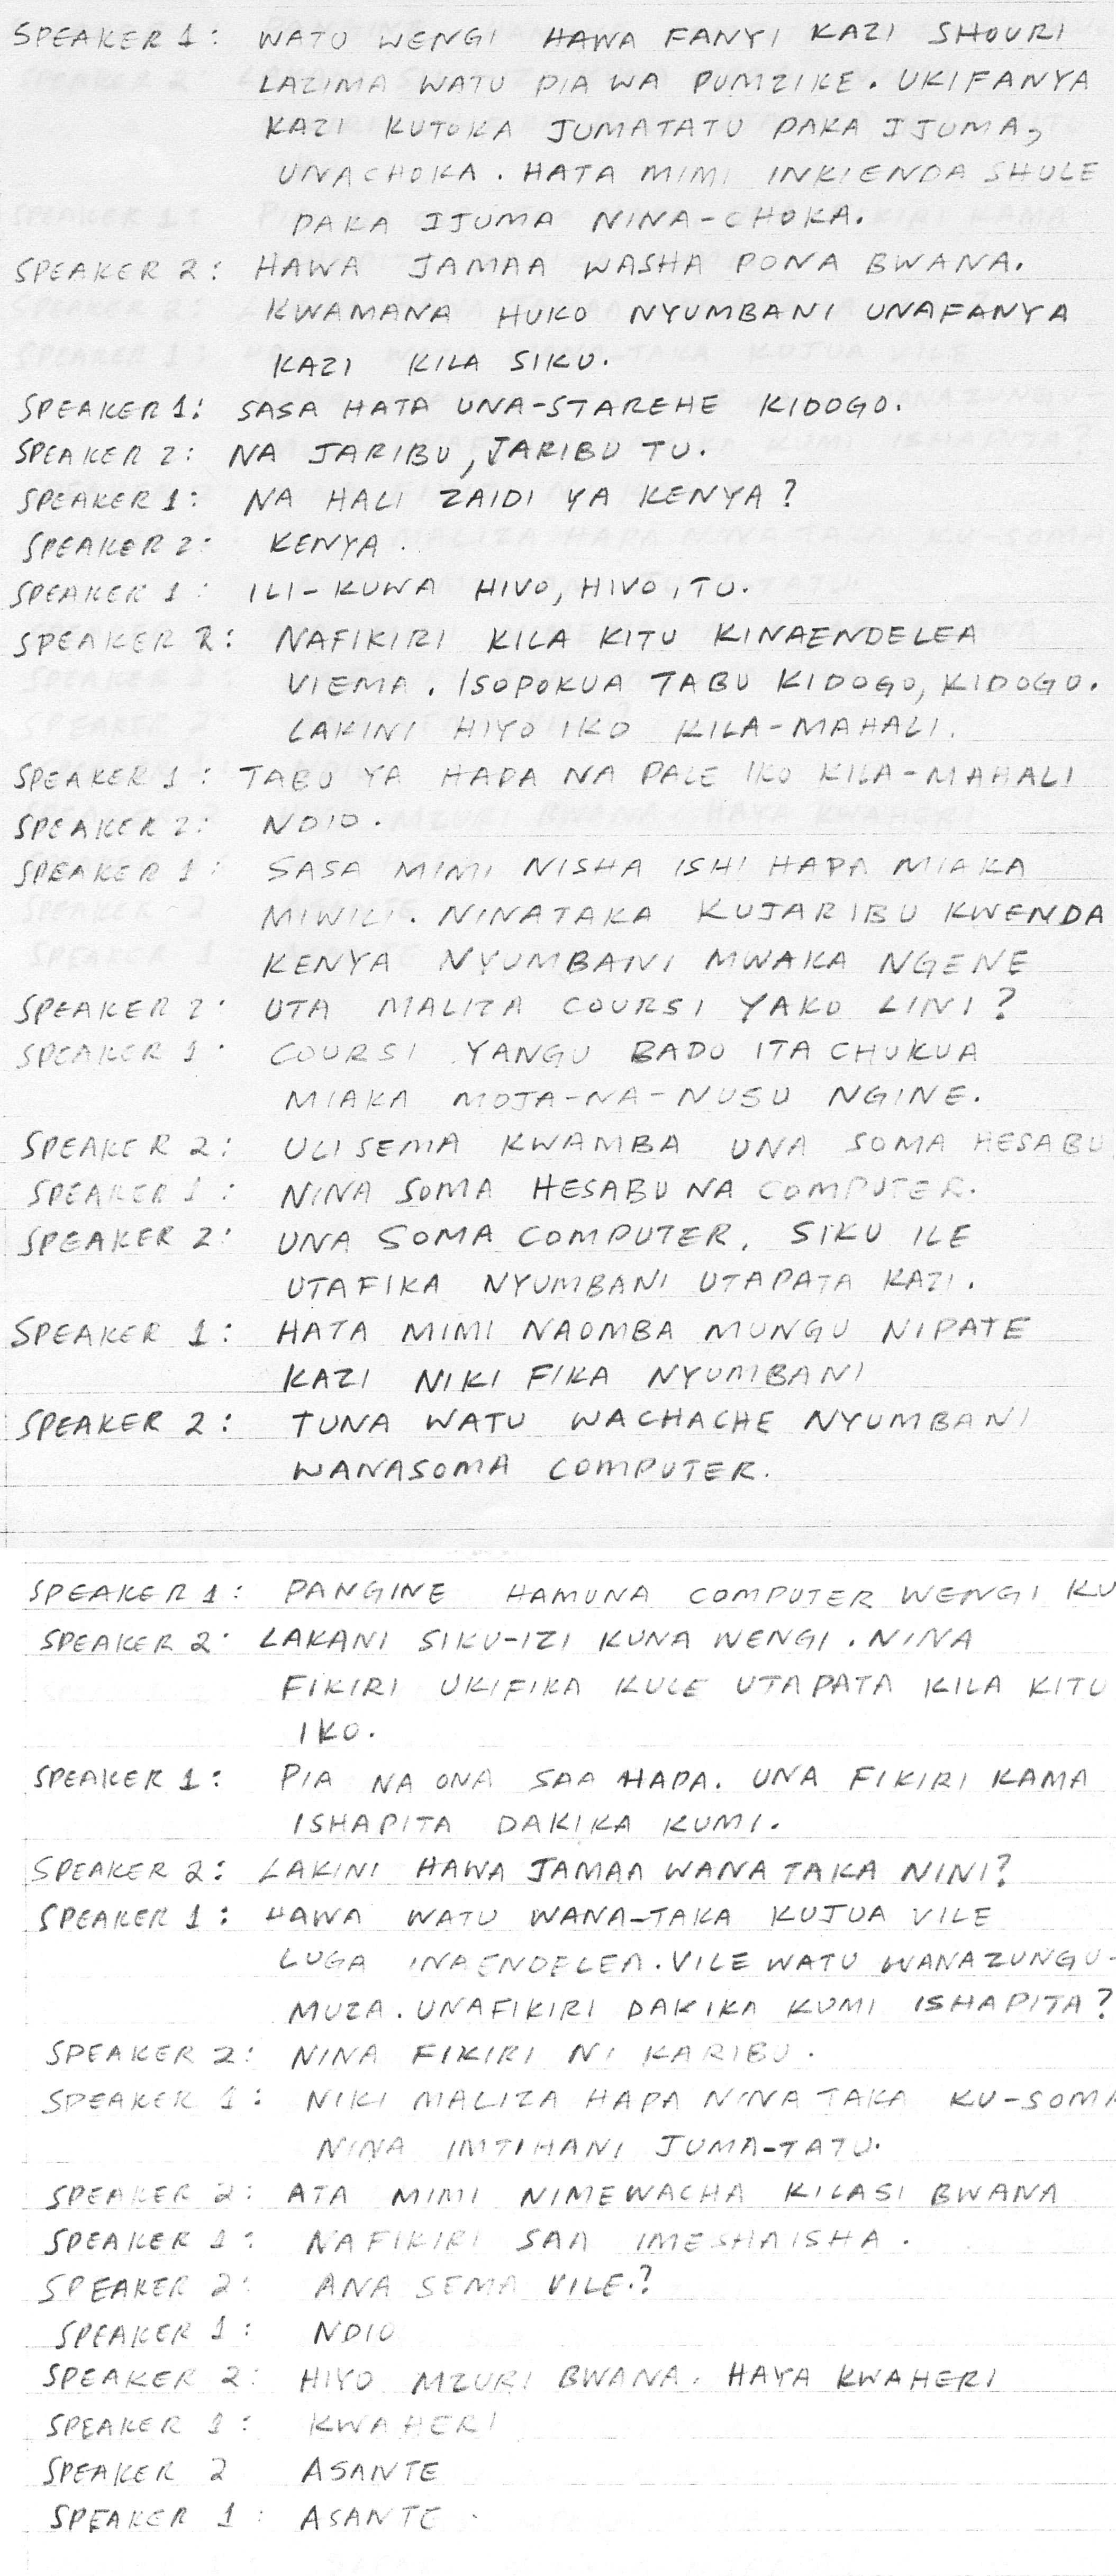 SPEAKER 1: WATU WENGI HAWA FANYI KAZI SHOURI
LAZIMA WATU PIA WA PUMZIKE. UKIFANYA
KAZI KUTOKA JUMATATU PAKA IJUMA,
UNACHOKA. HATA MIMI INKIENDA SHULE
PAKA IJUMA NINA-CHOKA.
SPEAKER 2: HAWA JAMAA WASHA PONA BWANA.
KWAMANA HUKO NYUMBANI UNAFANYA
KAZI KILA SIKU.
SPEAKER 1: SASA HATA UNA-STAREHE KIDOGO.
SPEAKER 2: NA JARIBU, JARIBU TU.
SPEAKER 1: NA HALI ZAIDI YA KENYA?
SPEAKER 2: KENYA.
SPEAKER 1: ILI-KUWA HIVO, HIVO, TU.
SPEAKER 2: NAFIKIRI KILA KITU KINAENDELEA
VIEMA. ISOPOKUA TABU KIDOGO, KIDOGO.
LAKINI HIYO IKO KILA-MAHALI.
SPEAKER 1: TABU YA HAPA NA PALE IKO KILA-MAHALI
SPEAKER 2: NDIO.
SPEAKER 1: SASA MIMI NISHA ISHI HAPA MIAKA
MIWILI. NINATAKA KUJARIBU KWENDA
KENYA NYUMBANI MWAKA NGENE
SPEAKER 2: UTA MALIZA COURSI YAKO LINI?
SPEAKER 1: COURSI YANGU BADO ITA CHUKUA
MIAKA MOJA-NA-NUSU NGINE.
SPEAKER 2: ULISEMA KWAMBA UNA SOMA HESABU
SPEAKER 1: NINA SOMA HESABU NA COMPUTER.
SPEAKER 2: UNA SOMA COMPUTER. SIKU ILE
UTAFIKA NYUMBANI UTAPATA KAZI.
SPEAKER 1: HATA MIMI NAOMBA MUNGU NIPATE
KAZI NIKI FIKA NYUMBANI
SPEAKER 2: TUNA WATU WACHACHE NYUMBANI
WANASOMA COMPUTER.
SPEAKER 1: PANGINE HAMUNA COMPUTER WENGI KU
SPEAKER 2: LAKANI SIKU-IZI KUNA WENGI. NINA
FIKIRI UKIFIKA KULE UTAPATA KILA KITU
IKO.
SPEAKER 1: PIA NA ONA SAA HAPA. UNA FIKIRI KAMA
ISHAPITA DAKIKA KUMI.
SPEAKER 2: LAKINI HAWA JAMAA WANA TAKA NINI?
SPEAKER 1: HAWA WATU WANA-TAKA KUJUA VILE
LUGA INAENDELEA. VILE WATU WANAZUNGU-
MUZA. UNAFIKIRI DAKIKA KUMI ISHAPITA?
SPEAKER 2: NINA FIKIRI NI KARIBU.
SPEAKER 1: NIKI MALIZA HAPA NINA TAKA KU-SOMA
NINA IMTIHANI JUMA-TATU.
SPEAKER 2: ATA MIMI NIMEWACHA KILASI BWANA
SPEAKER 1: NAFIKIRI SAA IMESHAISHA.
SPEAKER 2: ANA SEMA VILE.?
SPEAKER 1: NDIO
SPEAKER 2: HIYO MZURI BWANA. HAYA KWAHERI
SPEAKER 1: KWAHERI
SPEAKER 2 ASANTE
SPEAKER 1: ASANTE.